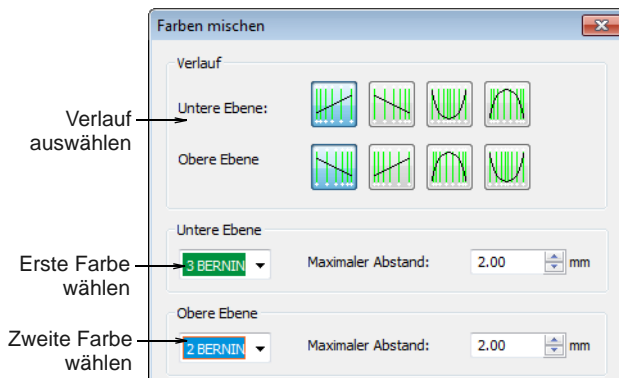 Farben mischen
Verlauf
Verlauf
auswählen
Untere Ebene:
Obere Ebene
Untere Ebene
Erste Farbe
wählen
3 BERNIN
Maximaler Abstand:
2.00
mm
Obere Ebene
Zweite Farbe
wählen
2 BERNIN
Maximaler Abstand:
2.00
mm